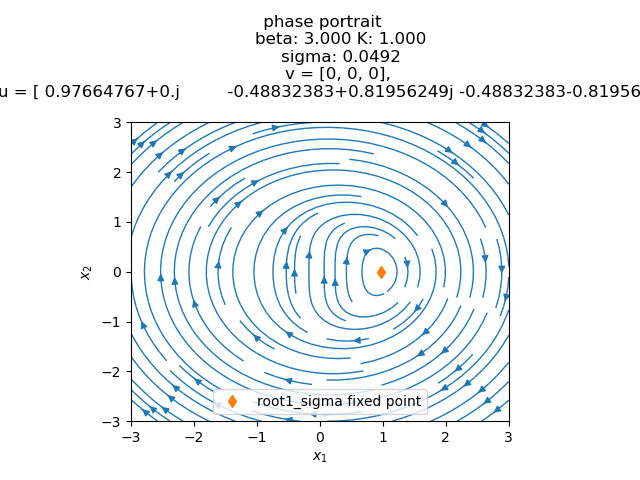 phase portrait
beta: 3.000 K: 1.000
sigma: 0.0492
v = [0, 0, 0],
u = [ 0.97664767+0.j -0.48832383+0.81956249j -0.48832383-0.81956
3
2
1
0
−1
−2
−3
x2
root1_sigma fixed point
−3 −2 −1 0 1 2 3
x1